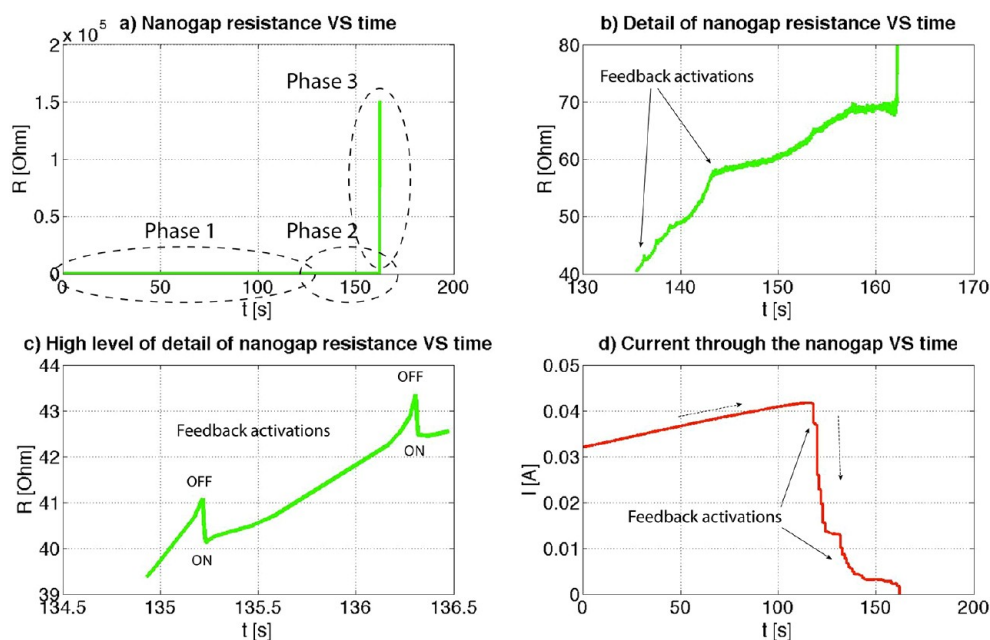 a) Nanogap resistance VS time
2 x 10^5
1.5
1
0.5
0
R [Ohm]
Phase 3
Phase 1
Phase 2
0 50 100 150 200
t [s]
b) Detail of nanogap resistance VS time
80
70
60
50
40
R [Ohm]
Feedback activations
130 140 150 160 170
t [s]
c) High level of detail of nanogap resistance VS time
44
43
42
41
40
39
R [Ohm]
OFF
Feedback activations
ON
OFF
ON
134.5 135 135.5 136 136.5
t [s]
d) Current through the nanogap VS time
0.05
0.04
0.03
0.02
0.01
0
I [A]
Feedback activations
0 50 100 150 200
t [s]